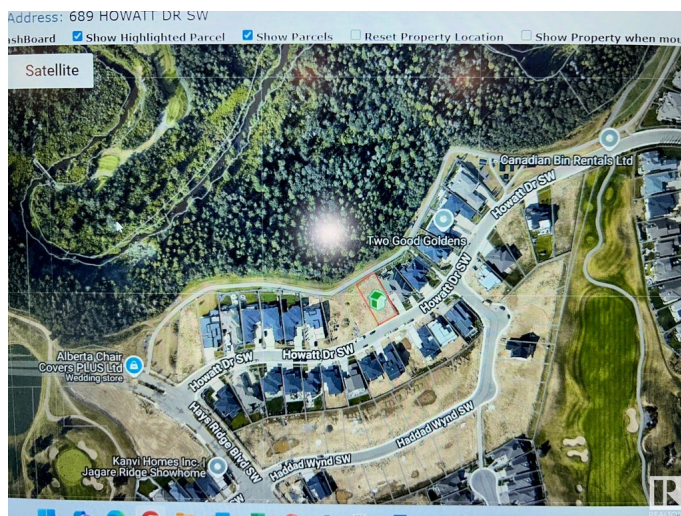 Address: 689 HOWATT DR SW
ashBoard Show Highlighted Parcel Show Parcels Reset Property Location Show Property when mou
Satellite
Canadian Bin Rentals Ltd
Howatt Dr SW
Two Good Goldens
Howatt Dr SW
Alberta Chair
Covers PLUS Ltd
Wedding store
Howatt Dr SW
Howatt Dr SW
Hays Ridge Blvd SW
Haddad Wynd SW
Haddad Wynd SW
Kanvi Homes Inc. |
Jagare Ridge Showhome